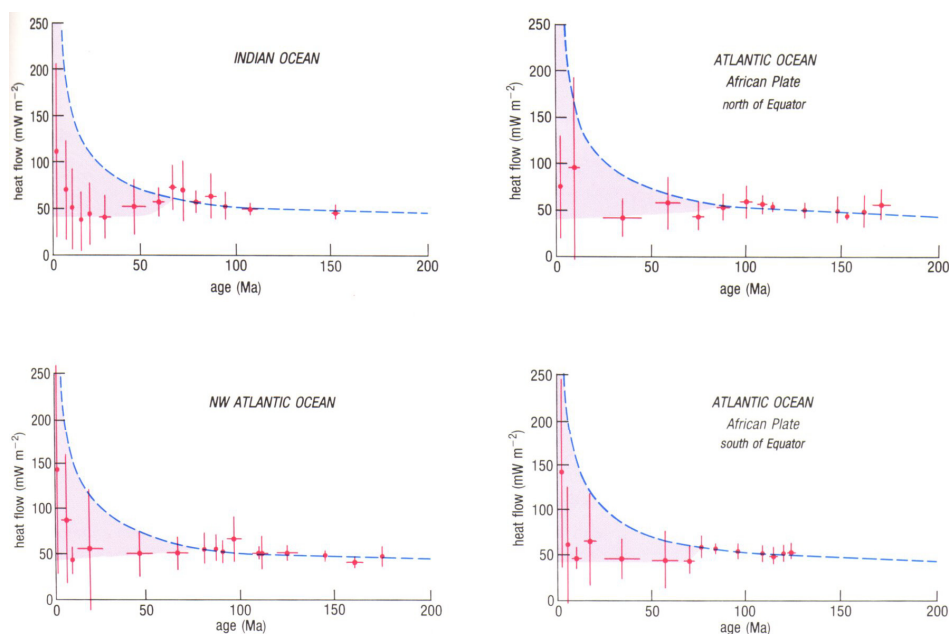 250
200
150
100
50
0
heat flow (mW m⁻²)
0
50
100
150
200
age (Ma)
INDIAN OCEAN
250
200
150
100
50
0
heat flow (mW m⁻²)
0
50
100
150
200
age (Ma)
ATLANTIC OCEAN
African Plate
north of Equator
250
200
150
100
50
0
heat flow (mW m⁻²)
0
50
100
150
200
age (Ma)
NW ATLANTIC OCEAN
250
200
150
100
50
0
heat flow (mW m⁻²)
0
50
100
150
200
age (Ma)
ATLANTIC OCEAN
African Plate
south of Equator